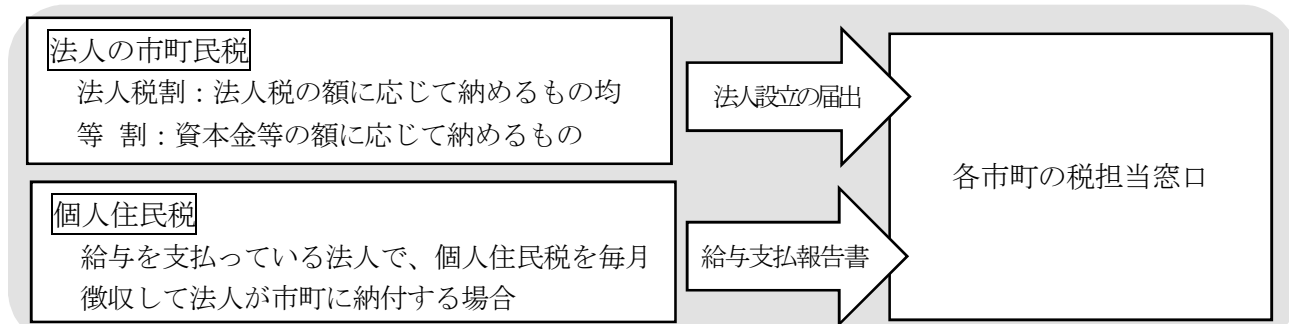 法人の市町民税
法人税割：法人税の額に応じて納めるもの均
等 割：資本金等の額に応じて納めるもの
法人設立の届出
各市町の税担当窓口
個人住民税
給与を支払っている法人で、個人住民税を毎月
徴収して法人が市町に納付する場合
給与支払報告書